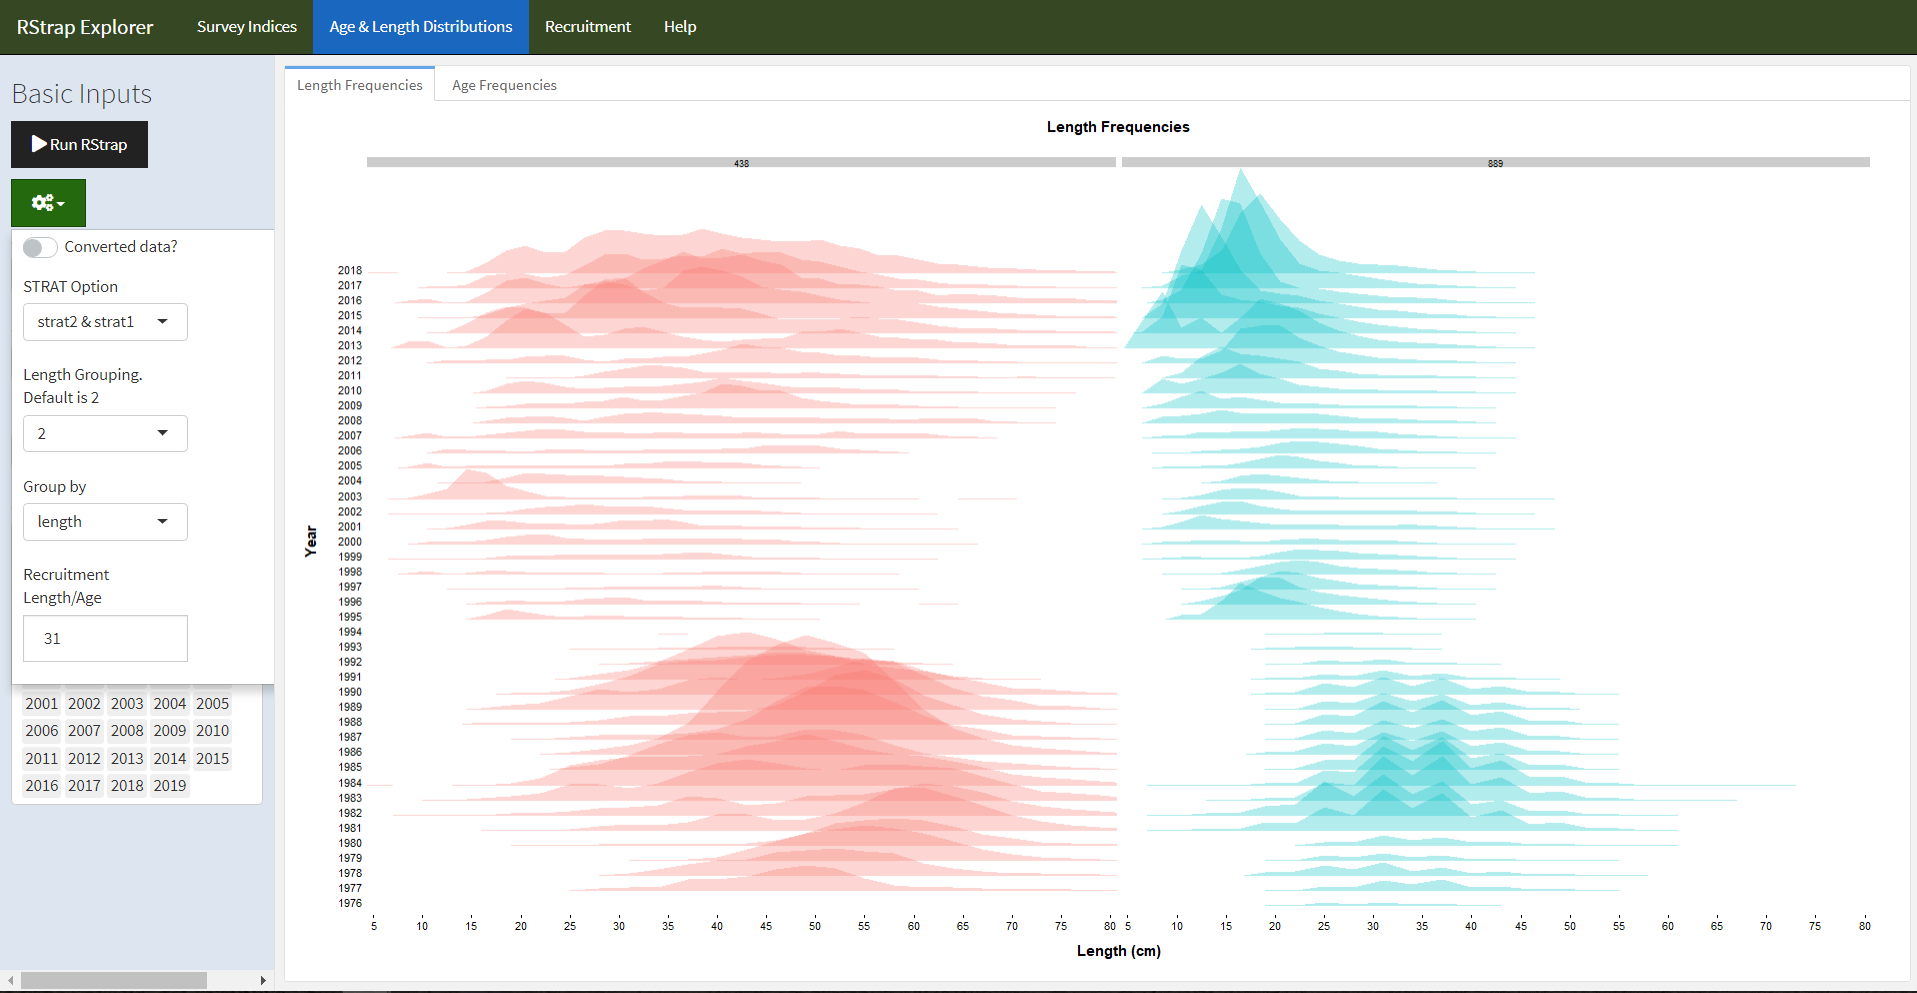 RStrap Explorer Survey Indices Age & Length Distributions Recruitment Help
Basic Inputs
Run RStrap
Converted data?
STRAT Option
strat2 & strat1
Length Grouping.
Default is 2
2
Group by
length
Recruitment
Length/Age
31
2001 2002 2003 2004 2005
2006 2007 2008 2009 2010
2011 2012 2013 2014 2015
2016 2017 2018 2019
Length Frequencies Age Frequencies
Length Frequencies
438 889
Year
2018
2017
2016
2015
2014
2013
2012
2011
2010
2009
2008
2007
2006
2005
2004
2003
2002
2001
2000
1999
1998
1997
1996
1995
1994
1993
1992
1991
1990
1989
1988
1987
1986
1985
1984
1983
1982
1981
1980
1979
1978
1977
1976
5 10 15 20 25 30 35 40 45 50 55 60 65 70 75 80 5 10 15 20 25 30 35 40 45 50 55 60 65 70 75 80
Length (cm)